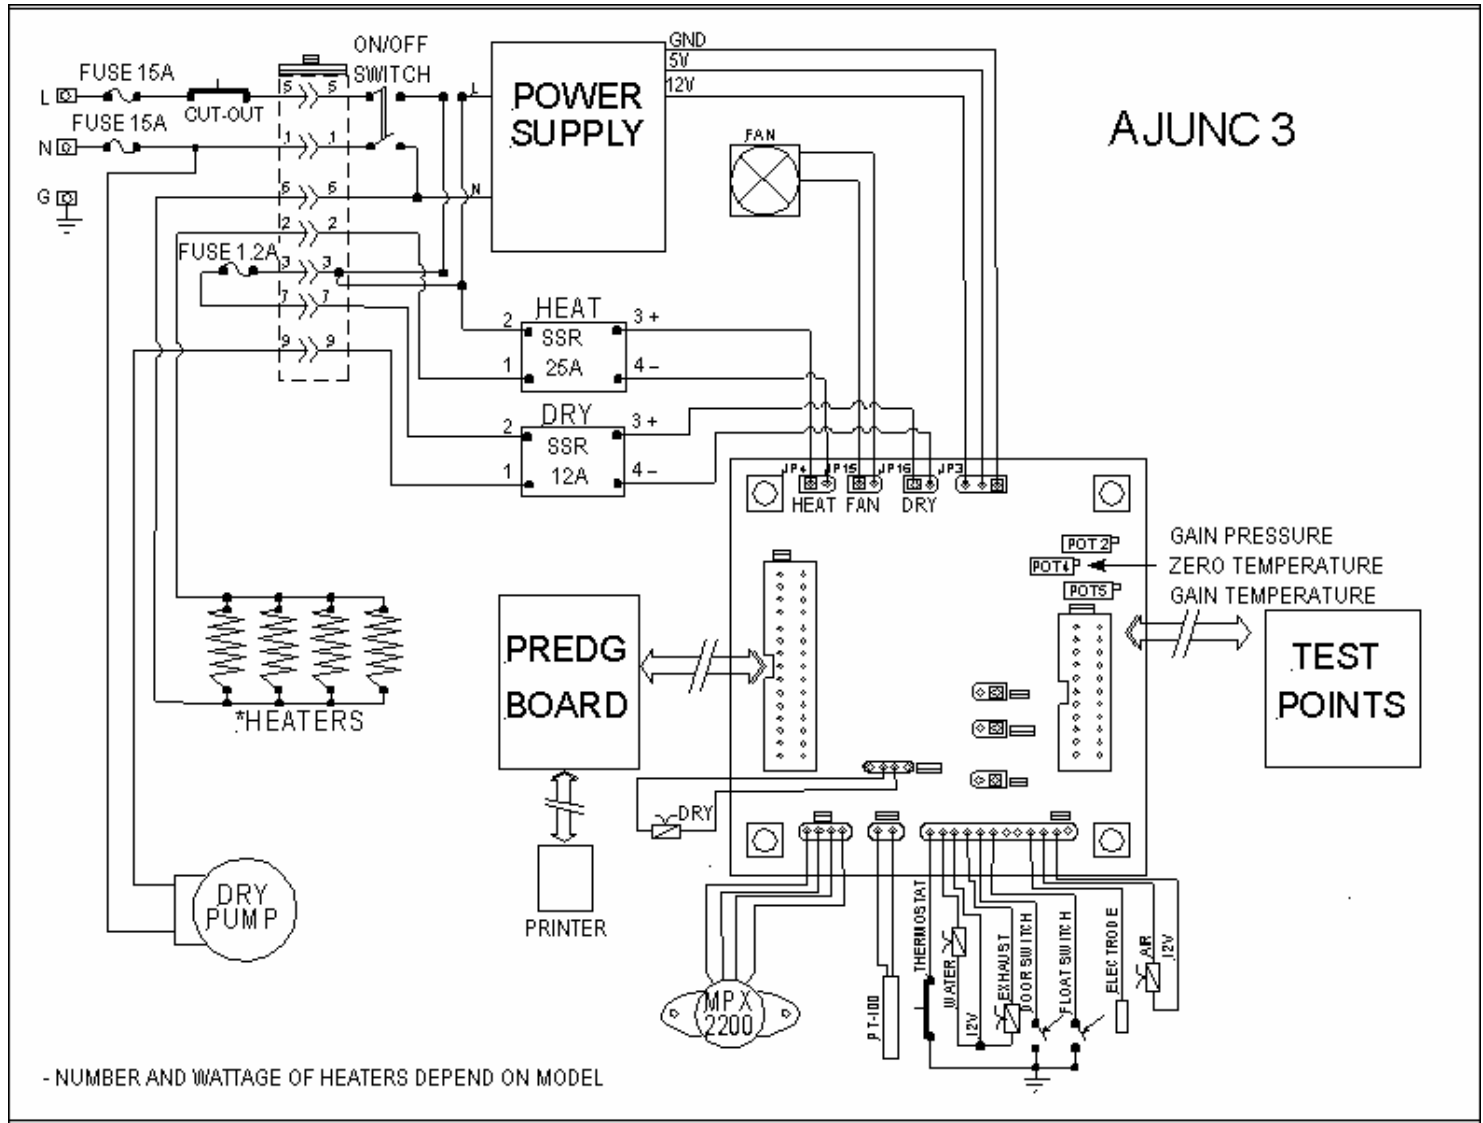 ON/OFF
SWITCH
FUSE 15A
L
CUT-OUT
5
5
FUSE 15A
N
1
1
G
6
6
2
2
FUSE 1.2A
3
3
7
7
9
9
L
N
POWER
SUPPLY
GND
5V
12V
FAN
AJUNC 3
HEAT
2
SSR
3 +
1
25A
4 -
DRY
2
SSR
3 +
1
12A
4 -
JP4
JP15
JP16
JP3
HEAT
FAN
DRY
POT 2
POT4
POT5
GAIN PRESSURE
ZERO TEMPERATURE
GAIN TEMPERATURE
TEST
POINTS
PREDG
BOARD
*HEATERS
DRY
PRINTER
DRY
PUMP
MPX
2200
PT-100
THERMOSTAT
WATER
12V
EXHAUST
DOOR SWITCH
FLOAT SWITCH
ELECTRODE
AIR
12V
- NUMBER AND WATTAGE OF HEATERS DEPEND ON MODEL